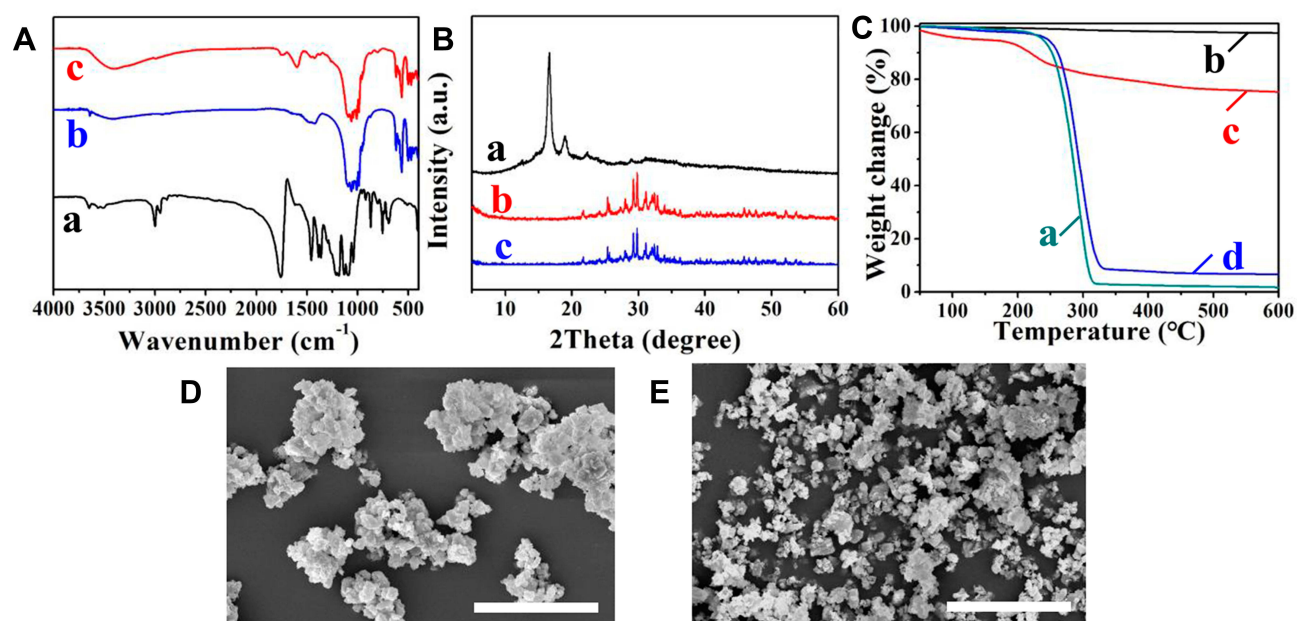 A
c
b
a
4000 3500 3000 2500 2000 1500 1000 500
Wavenumber (cm⁻¹)
B
Intensity (a.u.)
a
b
c
10 20 30 40 50 60
2Theta (degree)
C
Weight change (%)
100
80
60
40
20
0
b
c
a
d
100 200 300 400 500 600
Temperature (℃)
D
E